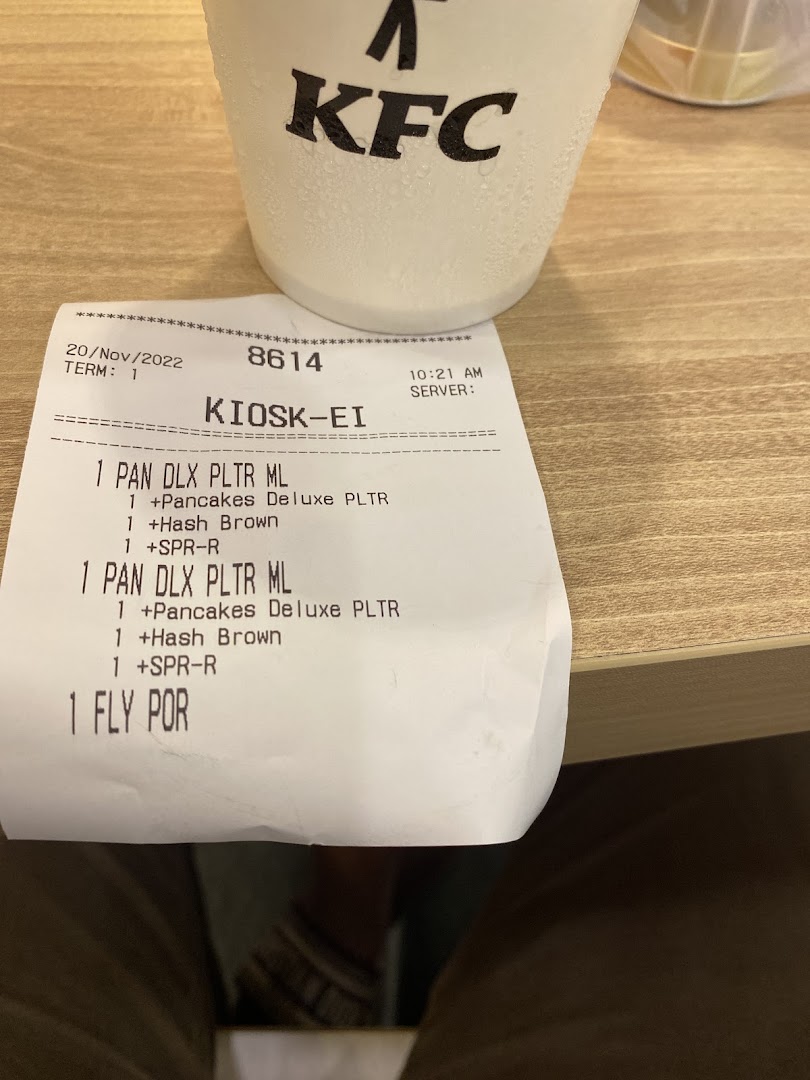 KFC
****************************************
20/Nov/2022 8614 10:21 AM
TERM: 1 SERVER:
KIOSK-EI
1 PAN DLX PLTR ML
1 +Pancakes Deluxe PLTR
1 +Hash Brown
1 +SPR-R
1 PAN DLX PLTR ML
1 +Pancakes Deluxe PLTR
1 +Hash Brown
1 +SPR-R
1 FLY POR